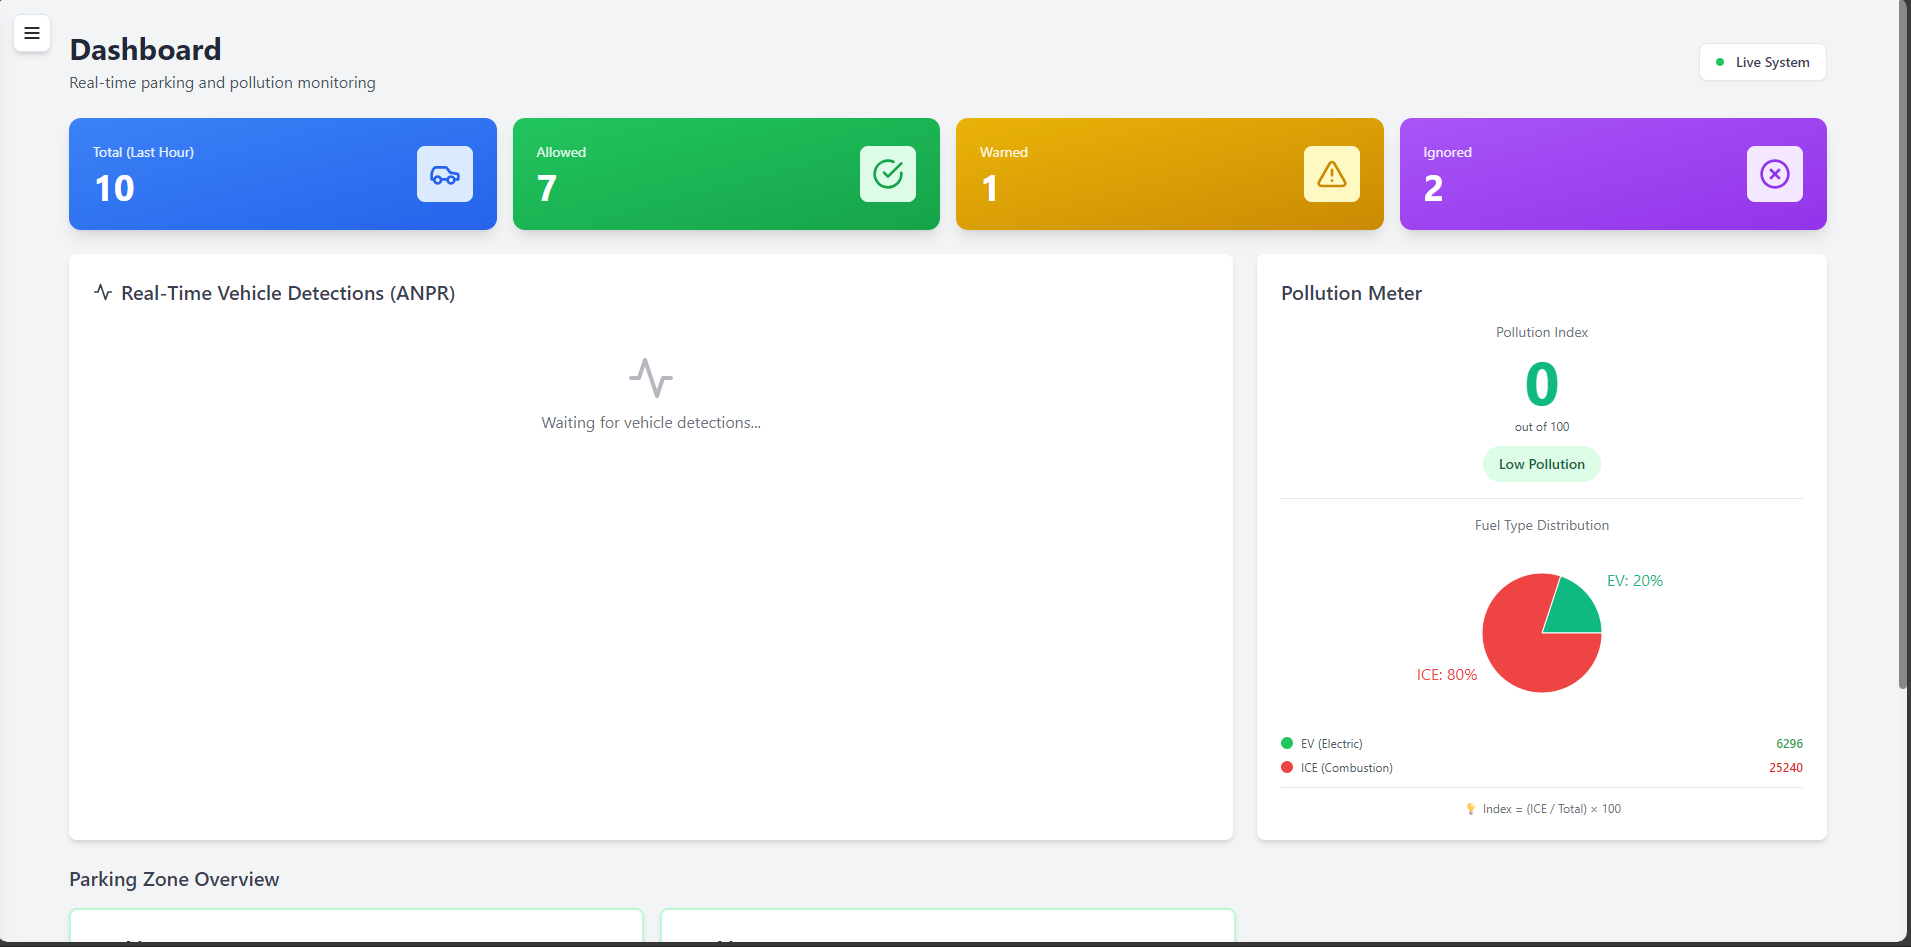 Dashboard
Real-time parking and pollution monitoring
Live System
Total (Last Hour)
10
Allowed
7
Warned
1
Ignored
2
Real-Time Vehicle Detections (ANPR)
Waiting for vehicle detections...
Pollution Meter
Pollution Index
0
out of 100
Low Pollution
Fuel Type Distribution
EV: 20%
ICE: 80%
EV (Electric) 6296
ICE (Combustion) 25240
Index = (ICE / Total) × 100
Parking Zone Overview